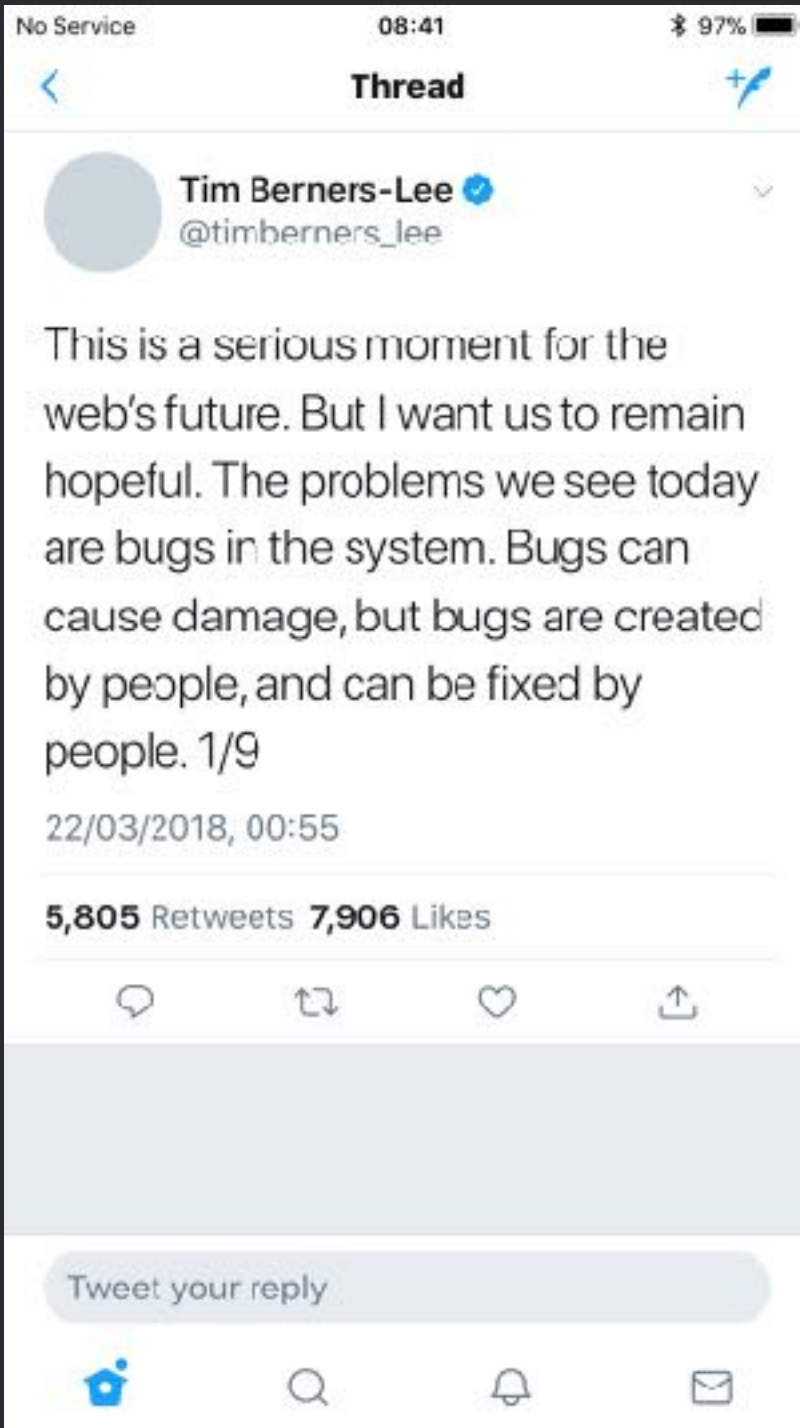 No Service 08:41 97%
Thread
Tim Berners-Lee
@timberners_lee
This is a serious moment for the
web’s future. But I want us to remain
hopeful. The problems we see today
are bugs in the system. Bugs can
cause damage, but bugs are created
by people, and can be fixed by
people. 1/9
22/03/2018, 00:55
5,805 Retweets 7,906 Likes
Tweet your reply